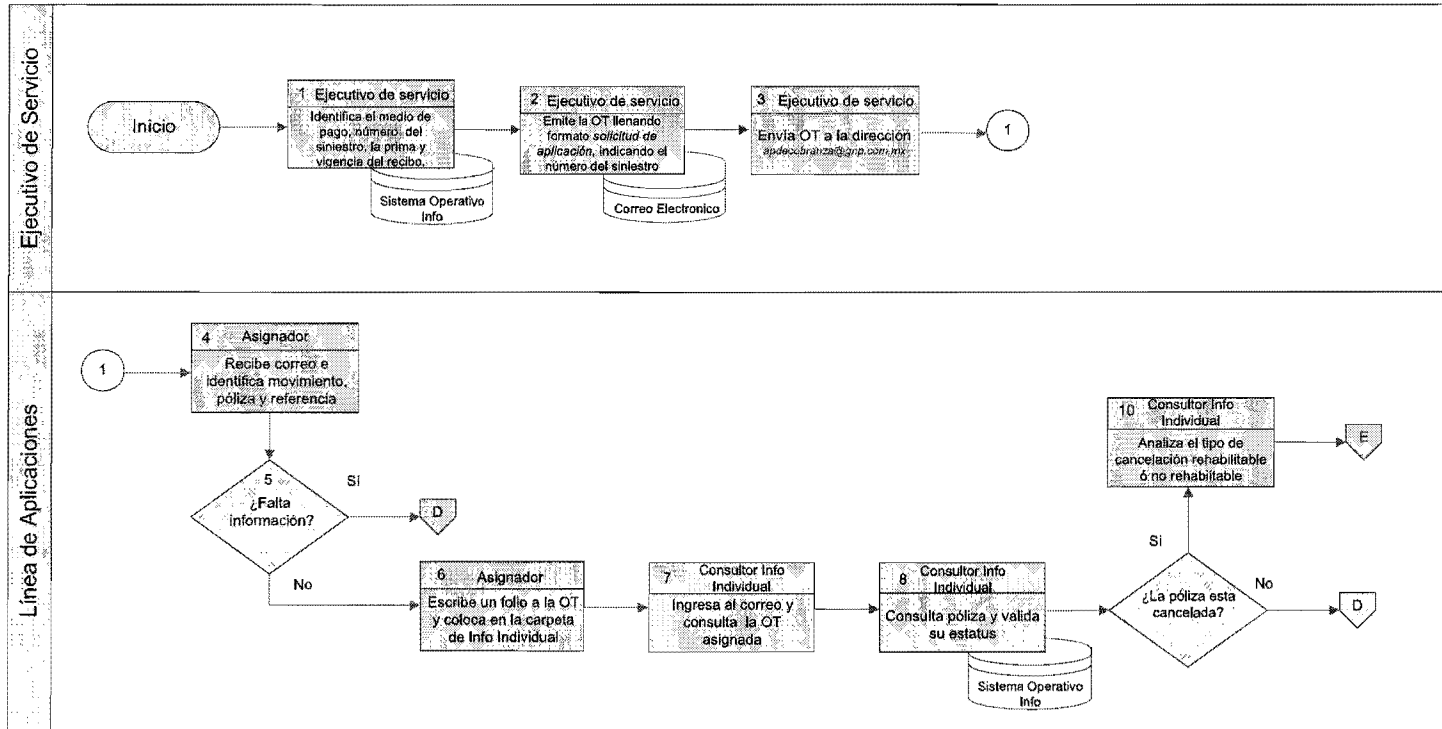 Ejecutivo de Servicio
Inicio
1 Ejecutivo de servicio
Identifica el medio de
pago, número, del
siniestro, la prima y
vigencia del recibo.
Sistema Operativo
Info
2 Ejecutivo de servicio
Emite la OT llenando
formato solicitud de
aplicación, indicando el
número del siniestro
Correo Electronico
3 Ejecutivo de servicio
Envía OT a la dirección
apdecobranza@gnp.com.mx
1
Línea de Aplicaciones
1
4 Asignador
Recibe correo e
identifica movimiento,
póliza y referencia
5
¿Falta
información?
Sí
D
No
6 Asignador
Escribe un folio a la OT
y coloca en la carpeta
de Info Individual
7 Consultor Info
Individual
Ingresa al correo y
consulta la OT
asignada
8 Consultor Info
Individual
Consulta póliza y valida
su estatus
Sistema Operativo
Info
¿La póliza esta
cancelada?
Si
No
D
10 Consultor Info
Individual
Analiza el tipo de
cancelación rehabilitable
ó no rehabilitable
E